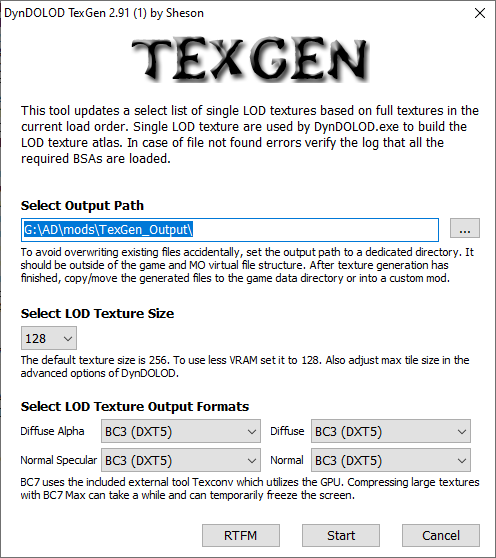 DynDOLOD TexGen 2.91 (1) by Sheson
TEXGEN
This tool updates a select list of single LOD textures based on full textures in the
current load order. Single LOD texture are used by DynDOLOD.exe to build the
LOD texture atlas. In case of file not found errors verify the log that all the
required BSAs are loaded.
Select Output Path
G:\AD\mods\TexGen_Output\
...
To avoid overwriting existing files accidentally, set the output path to a dedicated directory. It
should be outside of the game and MO virtual file structure. After texture generation has
finished, copy/move the generated files to the game data directory or into a custom mod.
Select LOD Texture Size
128
The default texture size is 256. To use less VRAM set it to 128. Also adjust max tile size in the
advanced options of DynDOLOD.
Select LOD Texture Output Formats
Diffuse Alpha BC3 (DXT5) Diffuse BC3 (DXT5)
Normal Specular BC3 (DXT5) Normal BC3 (DXT5)
BC7 uses the included external tool Texconv which utilizes the GPU. Compressing large textures
with BC7 Max can take a while and can temporarily freeze the screen.
RTFM Start Cancel